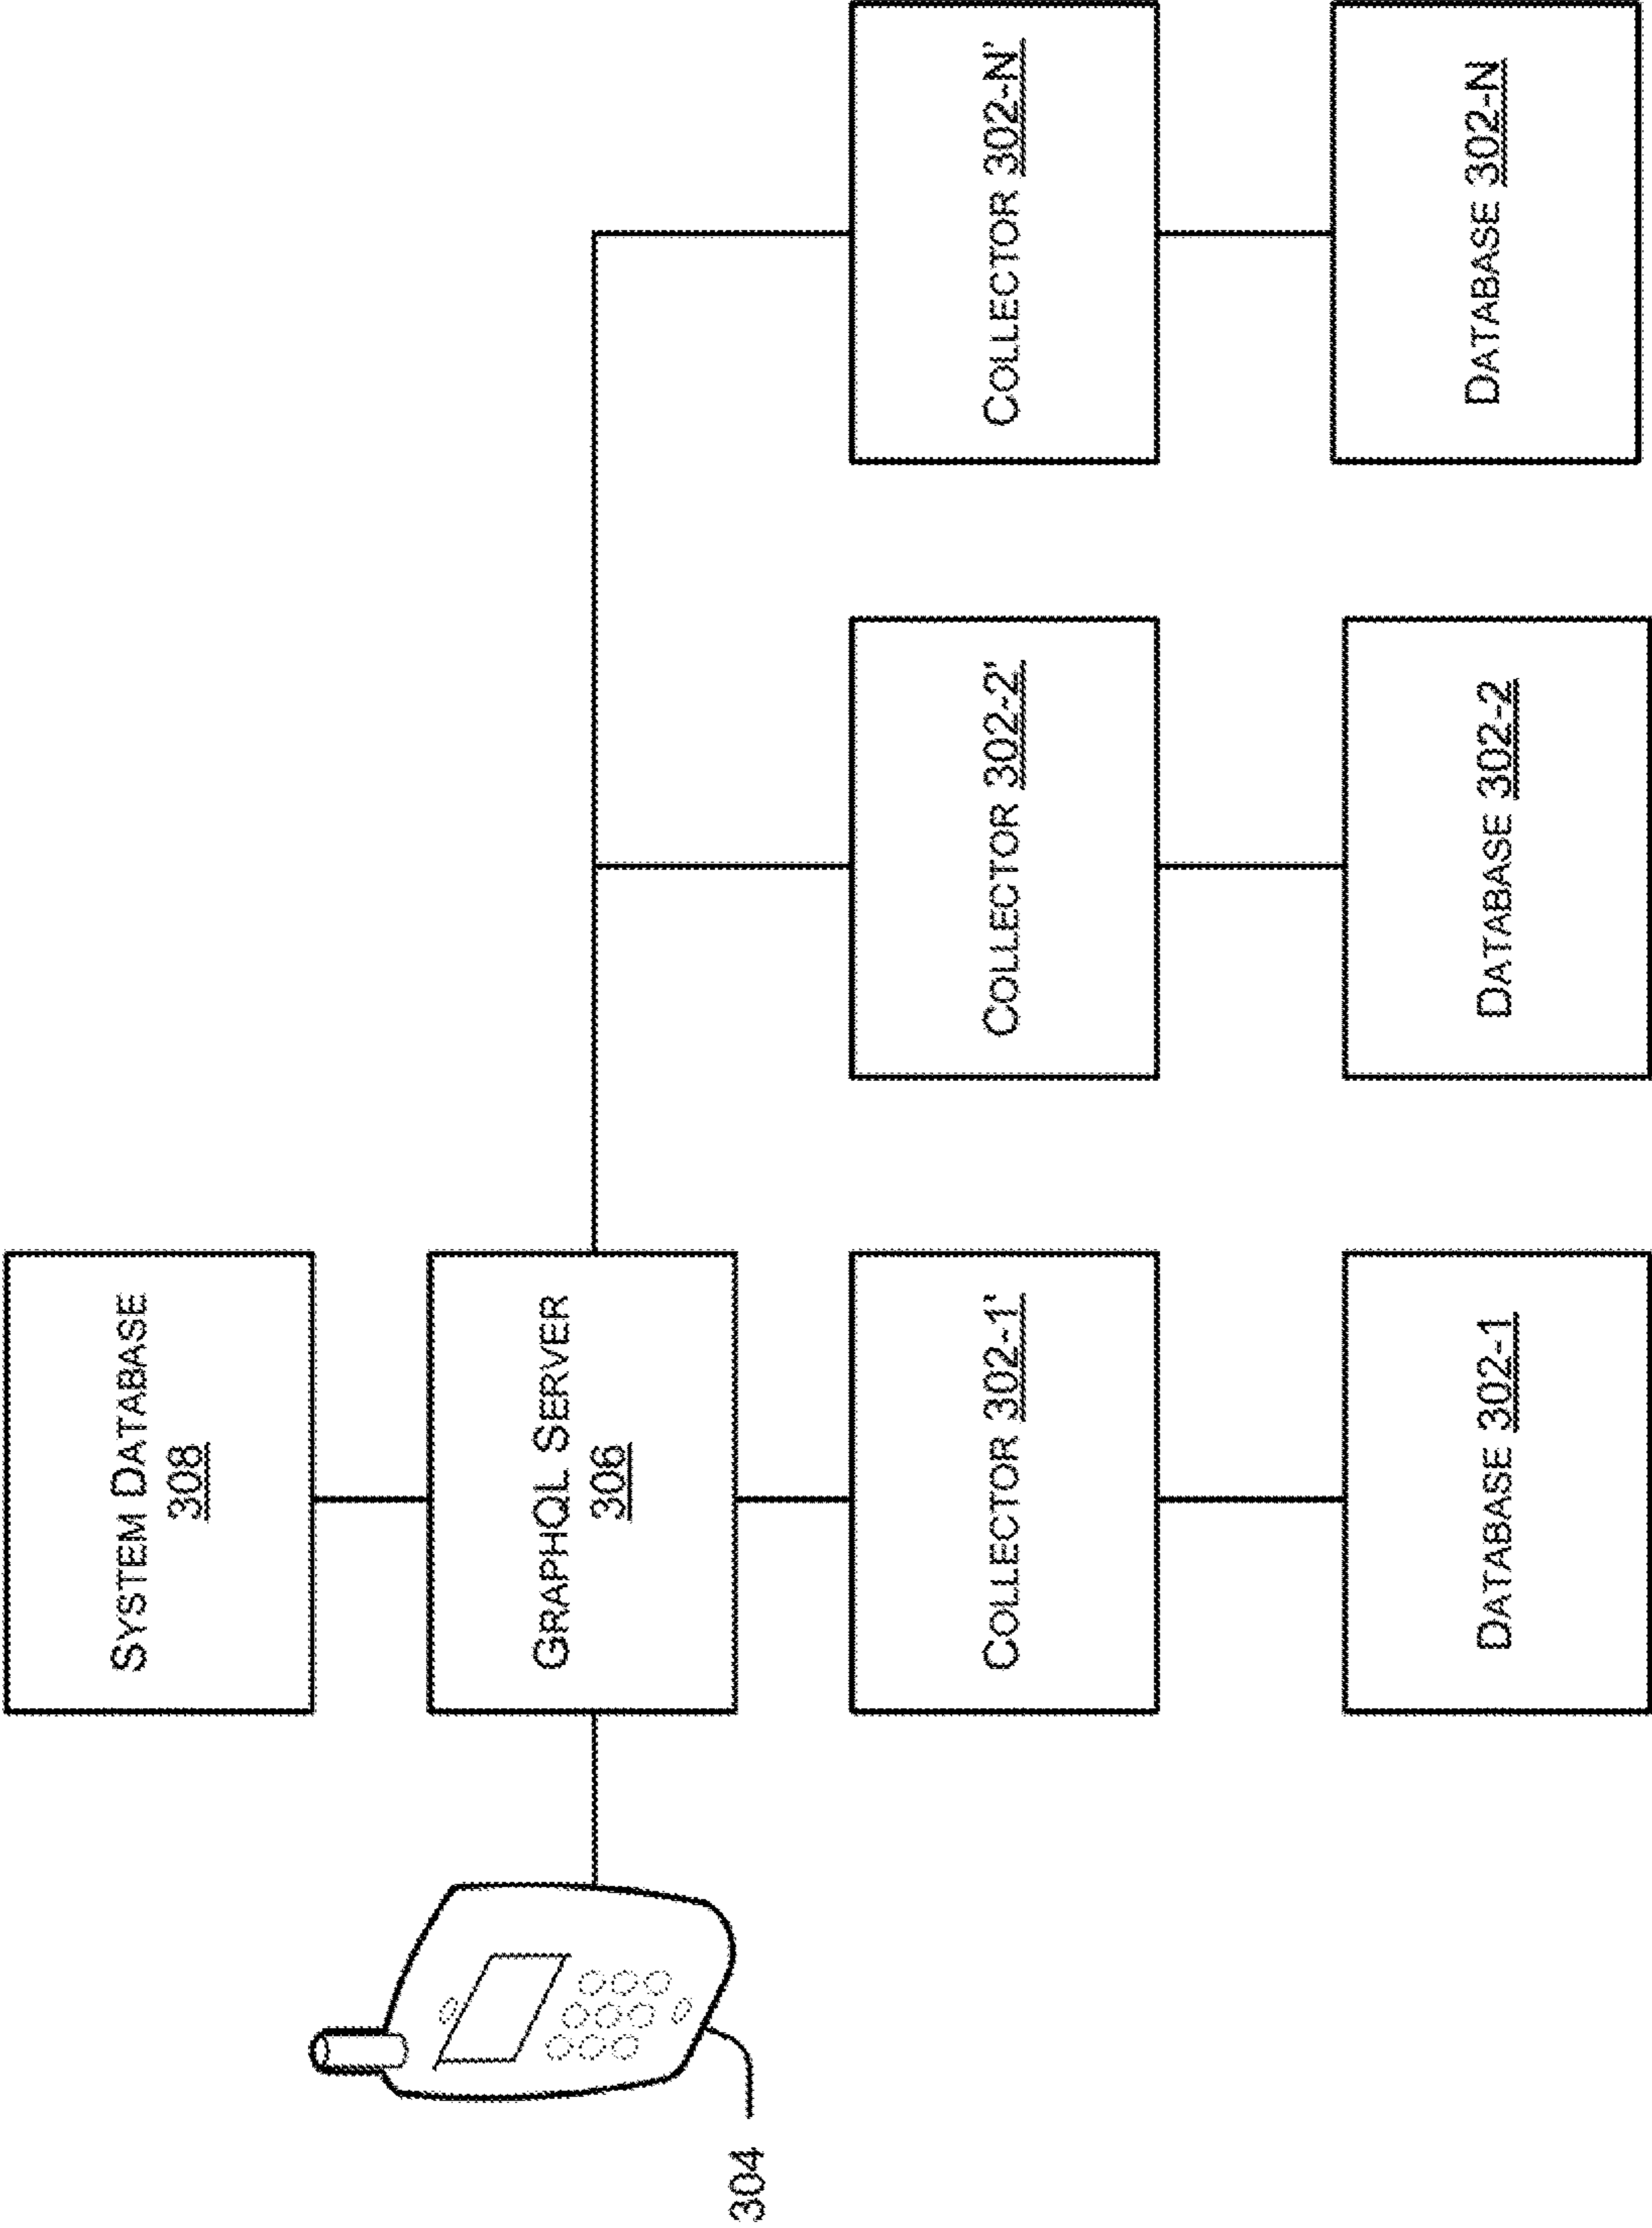 SYSTEM DATABASE
308
GRAPHQL SERVER
306
304
COLLECTOR 302-1'
COLLECTOR 302-2'
COLLECTOR 302-N'
DATABASE 302-1
DATABASE 302-2
DATABASE 302-N